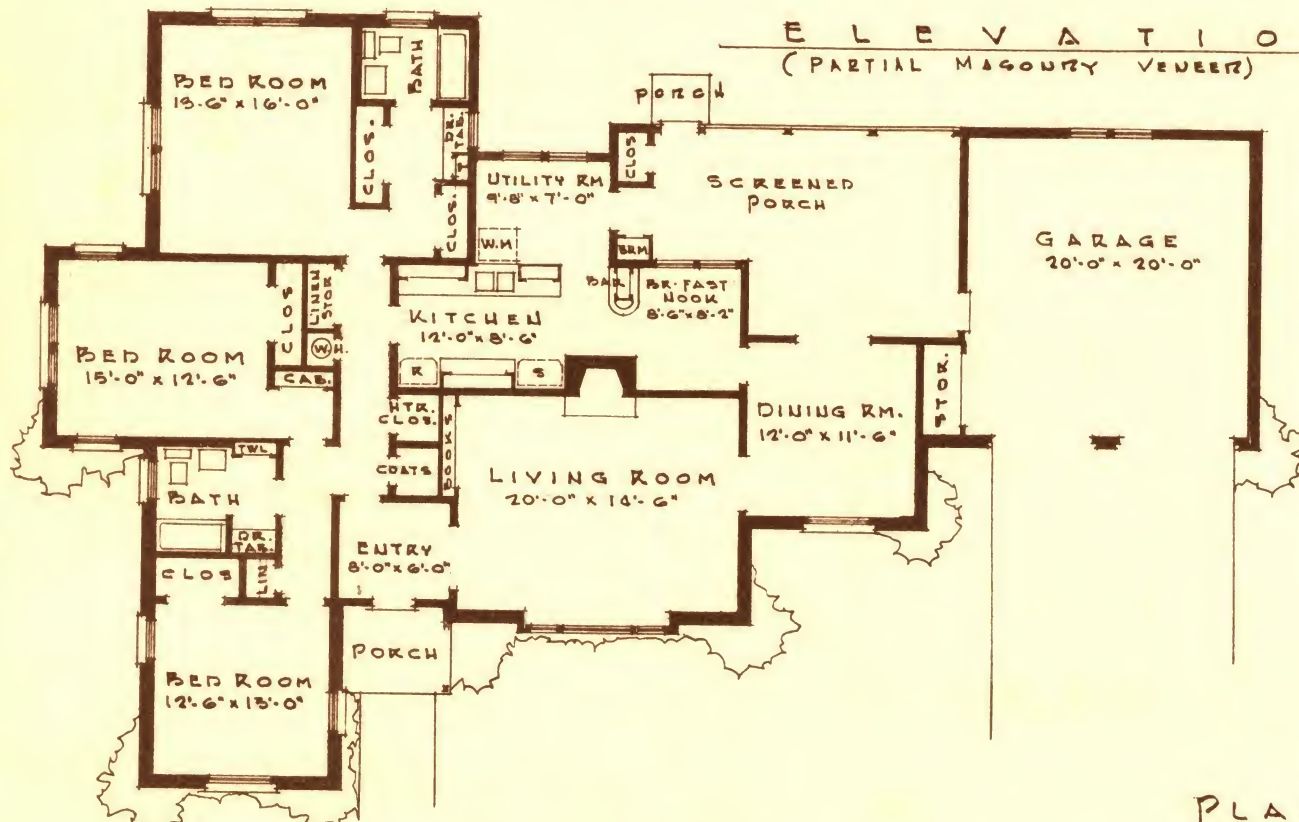 ELEVATIO
(PARTIAL MASONRY VENEER)
BED ROOM
13'-6" x 16'-0"
BATH
CLOS.
DR. TAB.
CLOS.
PORCH
CLOS
UTILITY RM
9'-8" x 7'-0"
W.M
SCREENED
PORCH
BRM
GARAGE
20'-0" x 20'-0"
BED ROOM
15'-0" x 12'-6"
CLOS
LINEN
STOR.
W.H.
CAB.
KITCHEN
12'-0" x 8'-6"
R
S
BAR
BR-FAST
NOOK
8'-6" x 8'-2"
HTR.
CLOS.
COATS
BOOKS
LIVING ROOM
20'-0" x 14'-6"
DINING RM.
12'-0" x 11'-6"
STOR.
TWL
BATH
DR.
TAB.
CLOS
LIN
ENTRY
8'-0" x 6'-0"
PORCH
BED ROOM
12'-6" x 13'-0"
PLA